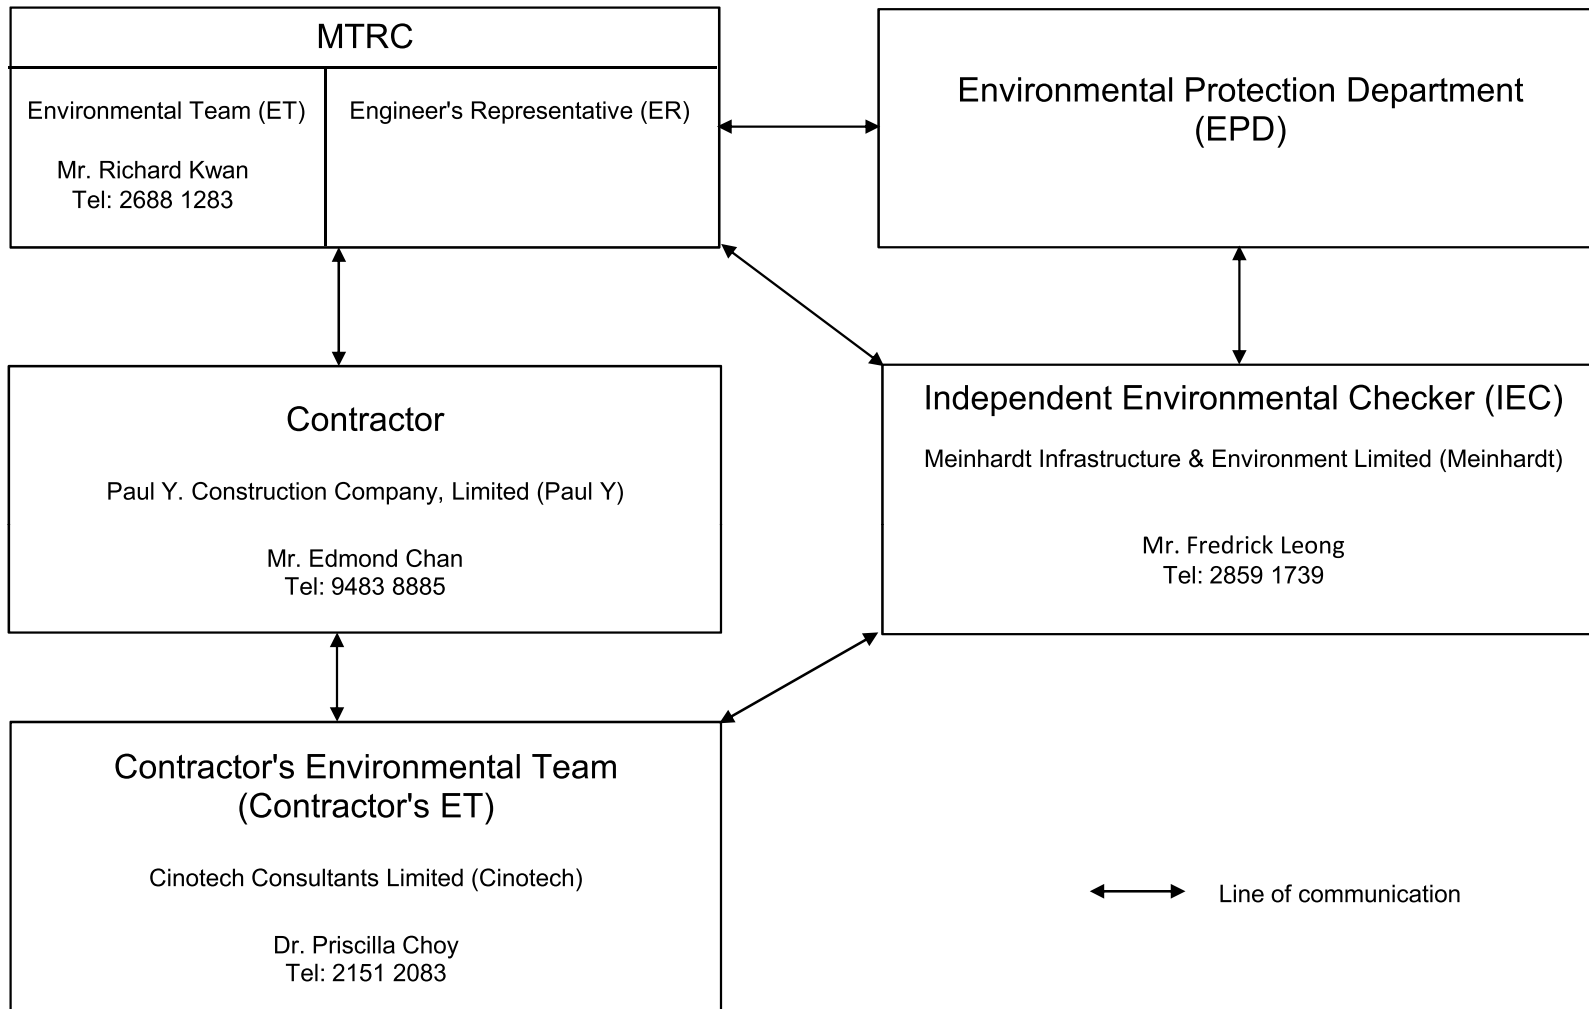 MTRC
Environmental Team (ET)
Mr. Richard Kwan
Tel: 2688 1283
Engineer's Representative (ER)
Environmental Protection Department
(EPD)
Contractor
Paul Y. Construction Company, Limited (Paul Y)
Mr. Edmond Chan
Tel: 9483 8885
Independent Environmental Checker (IEC)
Meinhardt Infrastructure & Environment Limited (Meinhardt)
Mr. Fredrick Leong
Tel: 2859 1739
Contractor's Environmental Team
(Contractor's ET)
Cinotech Consultants Limited (Cinotech)
Dr. Priscilla Choy
Tel: 2151 2083
Line of communication